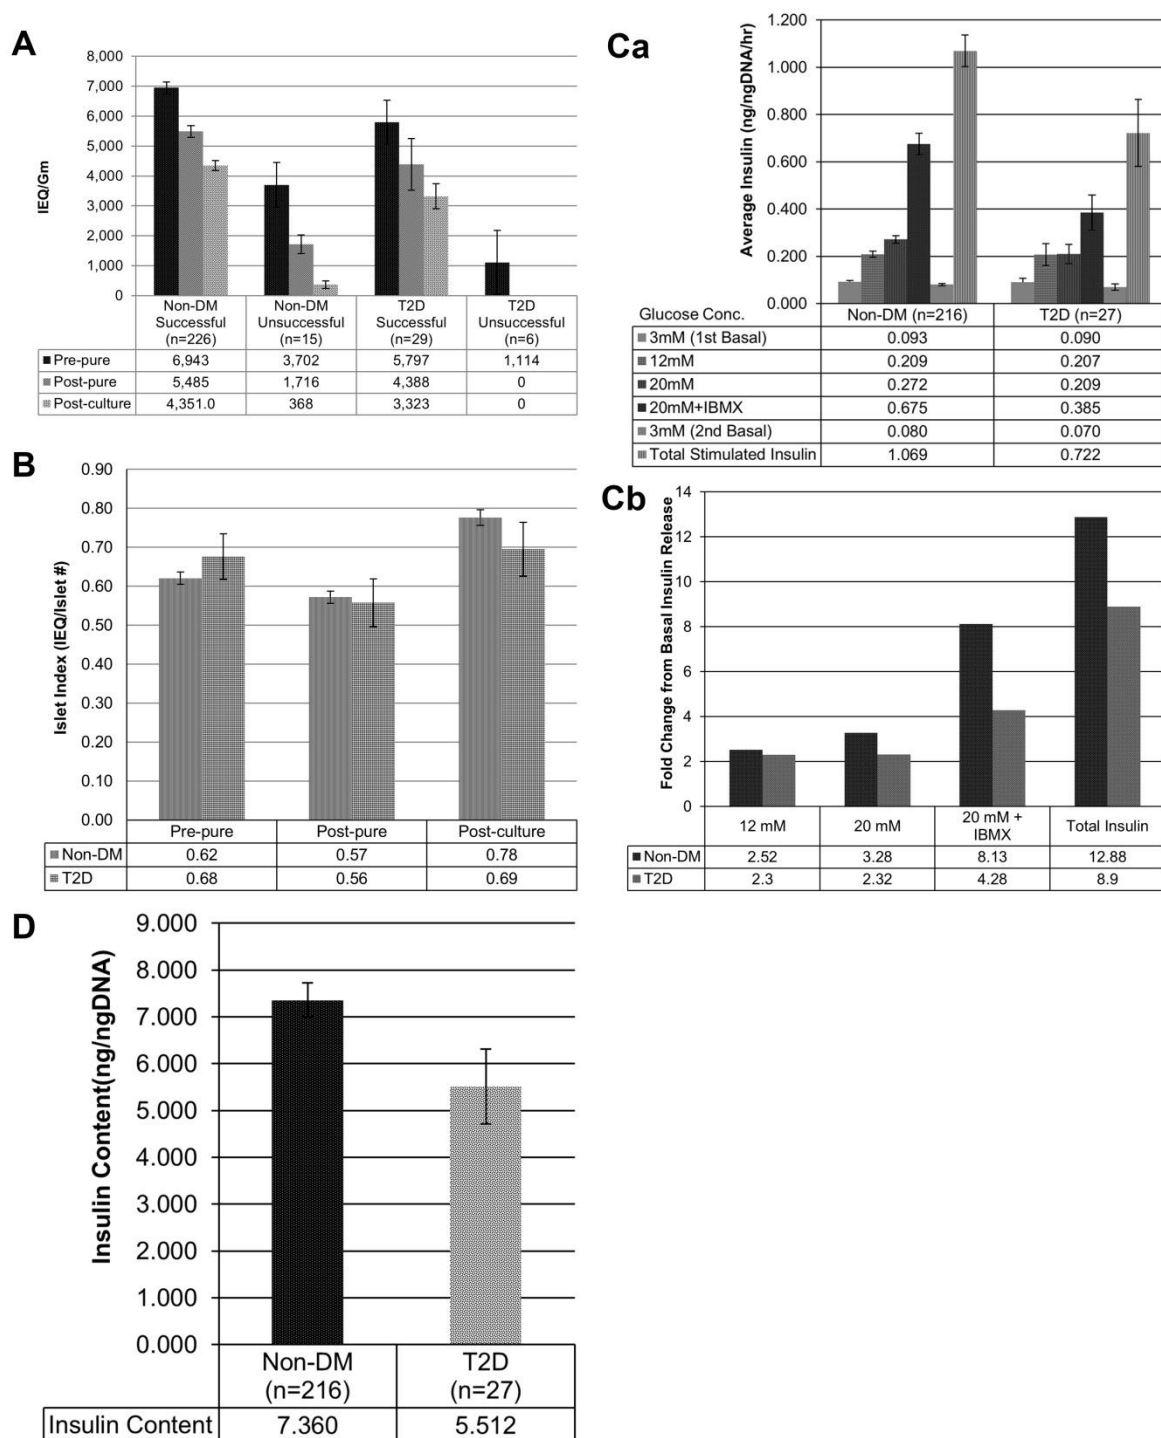 A
8,000
7,000
6,000
5,000
4,000
3,000
2,000
1,000
0
IEQ/Gm
Non-DM Successful (n=226) Non-DM Unsuccessful (n=15) T2D Successful (n=29) T2D Unsuccessful (n=6)
Pre-pure 6,943 3,702 5,797 1,114
Post-pure 5,485 1,716 4,388 0
Post-culture 4,351.0 368 3,323 0
B
0.90
0.80
0.70
0.60
0.50
0.40
0.30
0.20
0.10
0.00
Islet Index (IEQ/Islet #)
Pre-pure Post-pure Post-culture
Non-DM 0.62 0.57 0.78
T2D 0.68 0.56 0.69
Ca
1.200
1.000
0.800
0.600
0.400
0.200
0.000
Average Insulin (ng/ngDNA/hr)
Glucose Conc. Non-DM (n=216) T2D (n=27)
3mM (1st Basal) 0.093 0.090
12mM 0.209 0.207
20mM 0.272 0.209
20mM+IBMX 0.675 0.385
3mM (2nd Basal) 0.080 0.070
Total Stimulated Insulin 1.069 0.722
Cb
14
12
10
8
6
4
2
0
Fold Change from Basal Insulin Release
12 mM 20 mM 20 mM + IBMX Total Insulin
Non-DM 2.52 3.28 8.13 12.88
T2D 2.3 2.32 4.28 8.9
D
9.000
8.000
7.000
6.000
5.000
4.000
3.000
2.000
1.000
0.000
Insulin Content(ng/ngDNA)
Non-DM (n=216) T2D (n=27)
Insulin Content 7.360 5.512